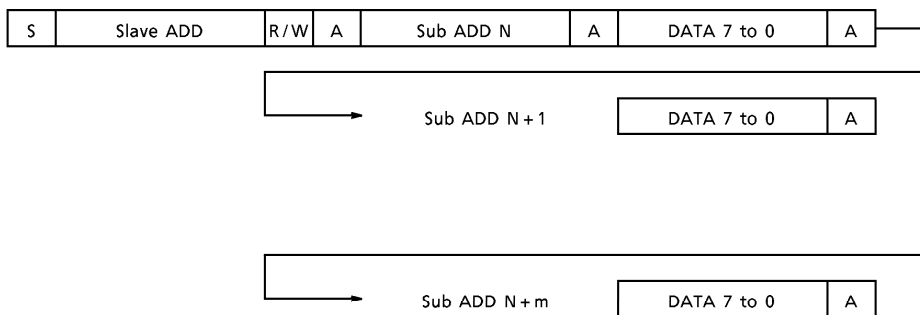 S Slave ADD R/W A Sub ADD N A DATA 7 to 0 A
Sub ADD N+1 DATA 7 to 0 A
Sub ADD N+m DATA 7 to 0 A